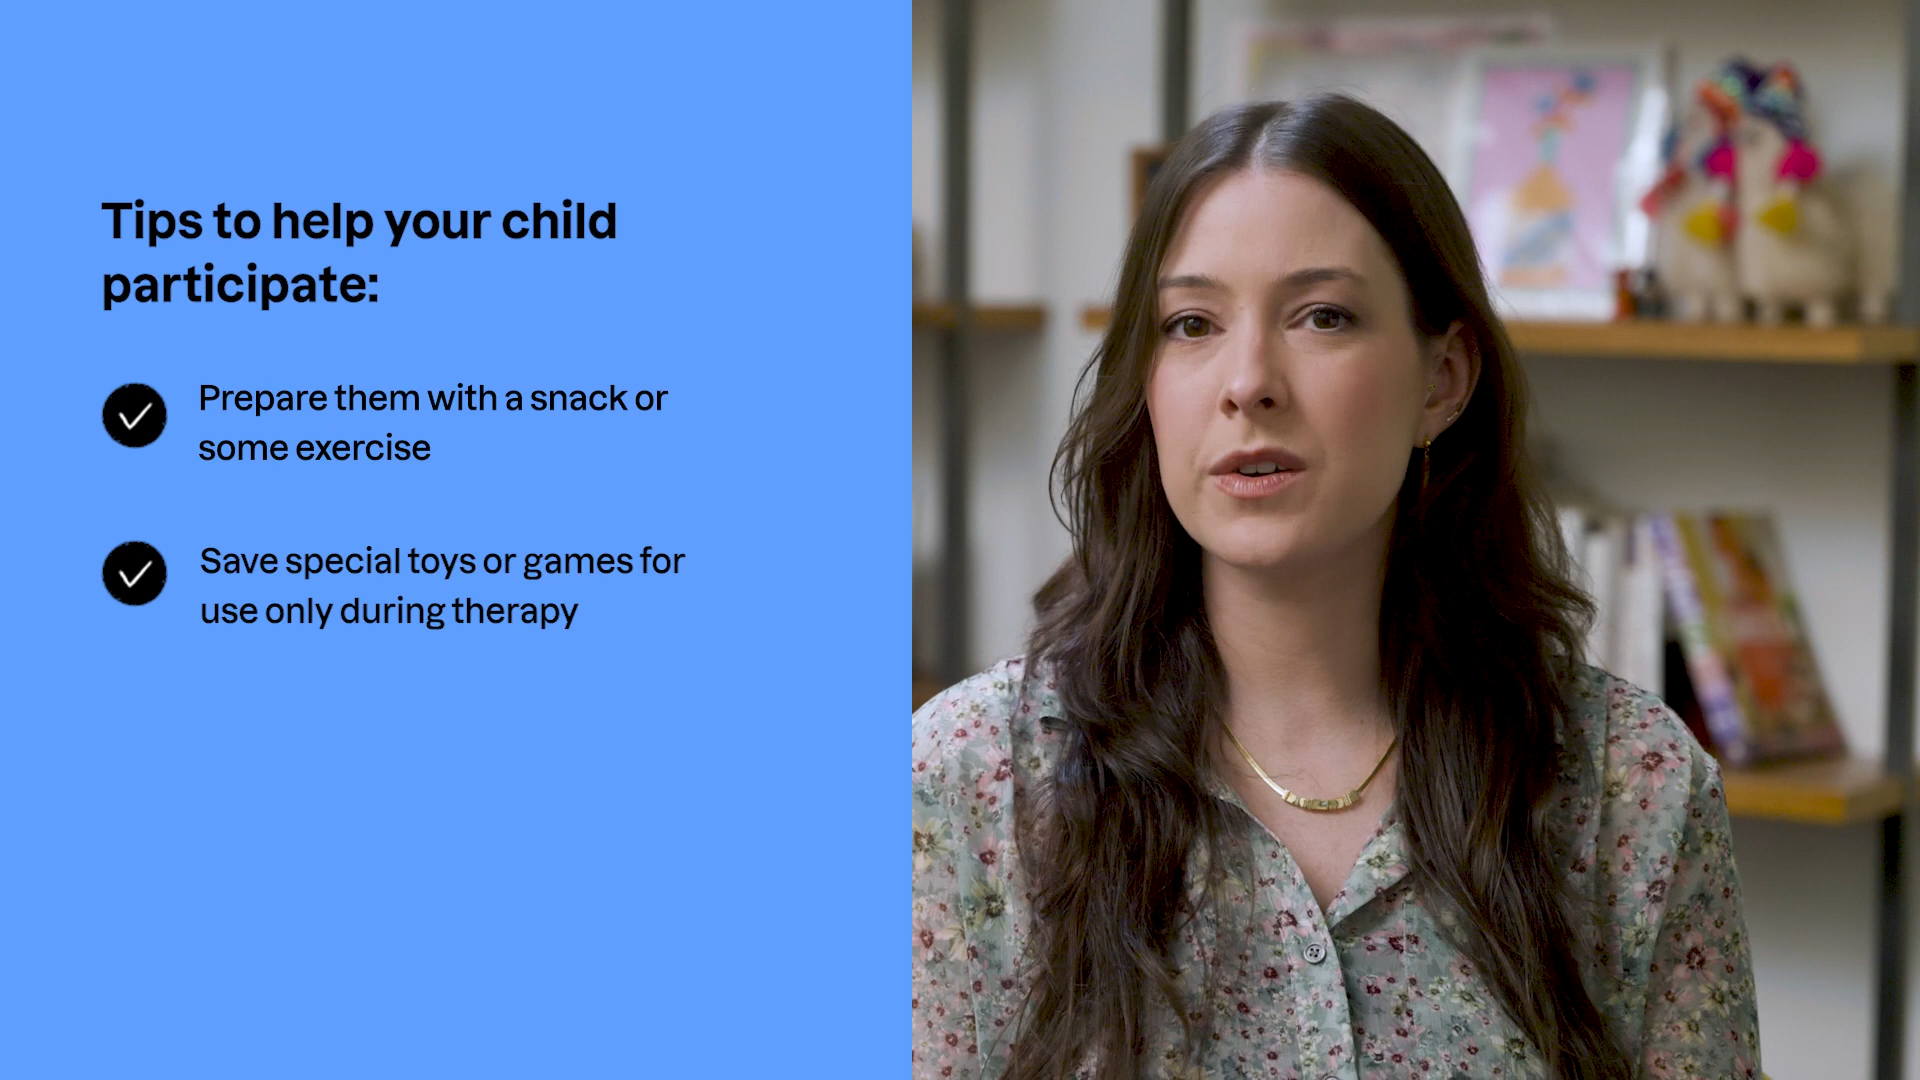 Tips to help your child
participate:
Prepare them with a snack or
some exercise
Save special toys or games for
use only during therapy